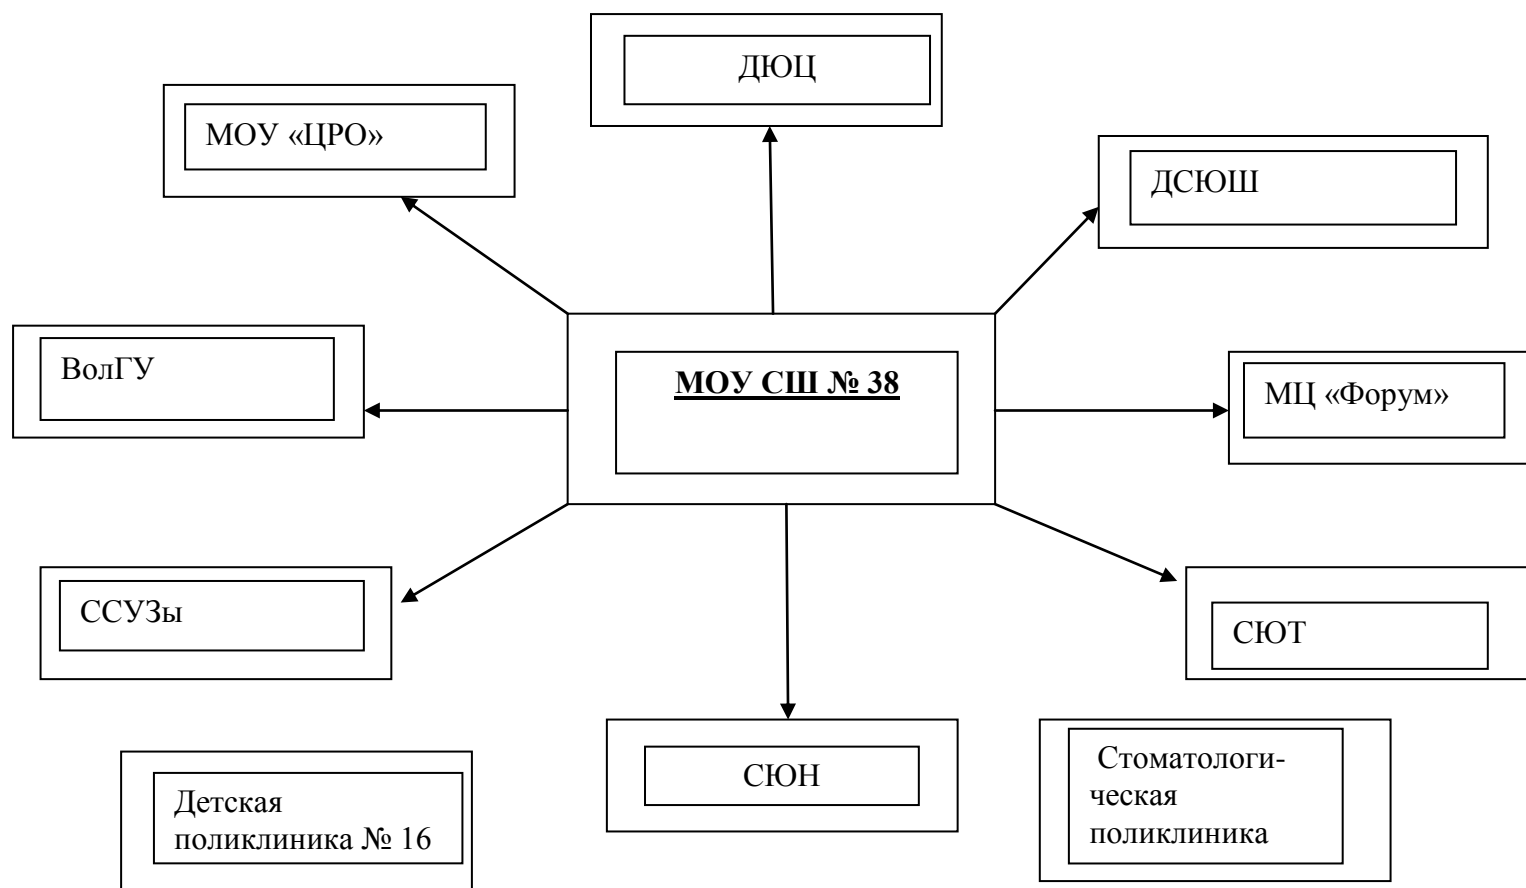 ДЮЦ
МОУ «ЦРО»
ДСЮШ
ВолГУ
МОУ СШ № 38
МЦ «Форум»
ССУЗы
СЮТ
СЮН
Стоматологи-
ческая
поликлиника
Детская
поликлиника № 16